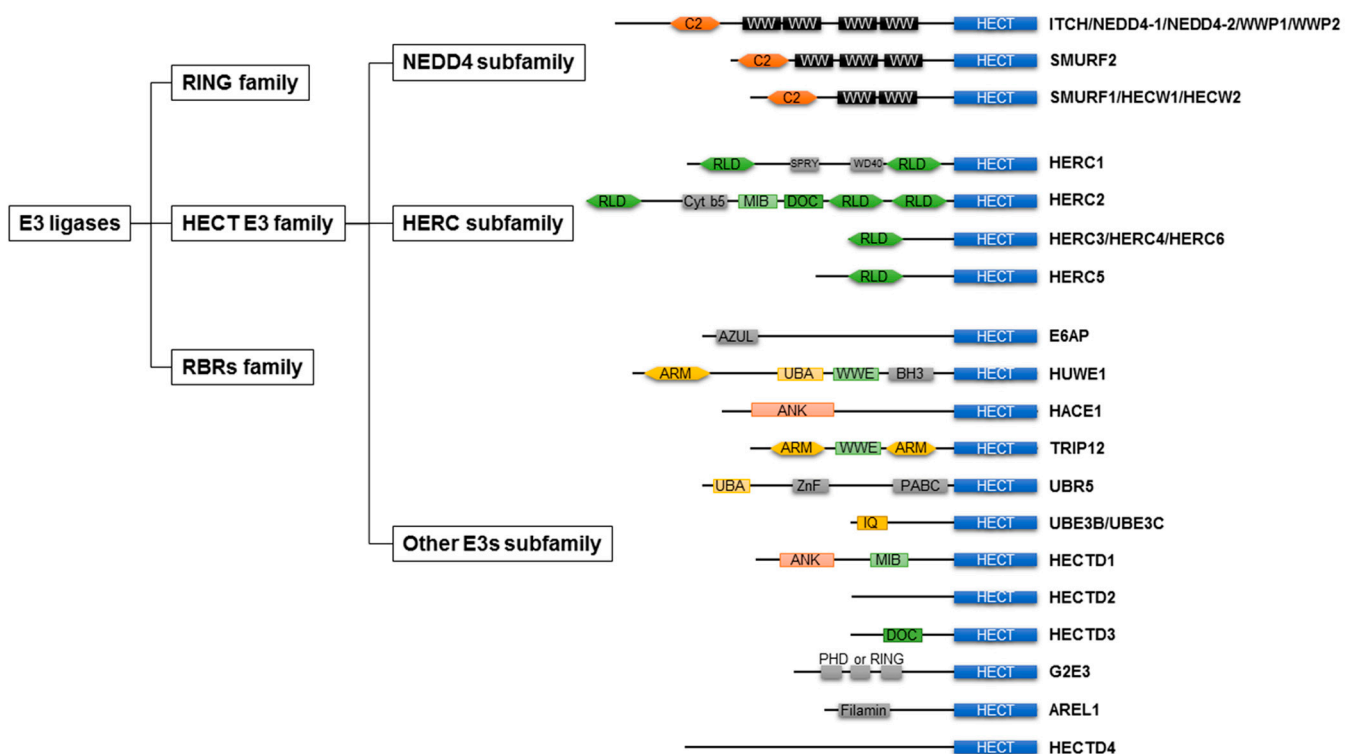 E3 ligases
RING family
HECT E3 family
RBRs family
NEDD4 subfamily
HERC subfamily
Other E3s subfamily
C2 WW WW WW WW HECT ITCH/NEDD4-1/NEDD4-2/WWP1/WWP2
C2 WW WW WW HECT SMURF2
C2 WW WW HECT SMURF1/HECW1/HECW2
RLD SPRY WD40 RLD HECT HERC1
RLD Cyt b5 MIB DOC RLD RLD HECT HERC2
RLD HECT HERC3/HERC4/HERC6
RLD HECT HERC5
AZUL HECT E6AP
ARM UBA WWE BH3 HECT HUWE1
ANK HECT HACE1
ARM WWE ARM HECT TRIP12
UBA ZnF PABC HECT UBR5
IQ HECT UBE3B/UBE3C
ANK MIB HECT HECTD1
HECT HECTD2
DOC HECT HECTD3
PHD or RING
HECT G2E3
Filamin HECT AREL1
HECT HECTD4